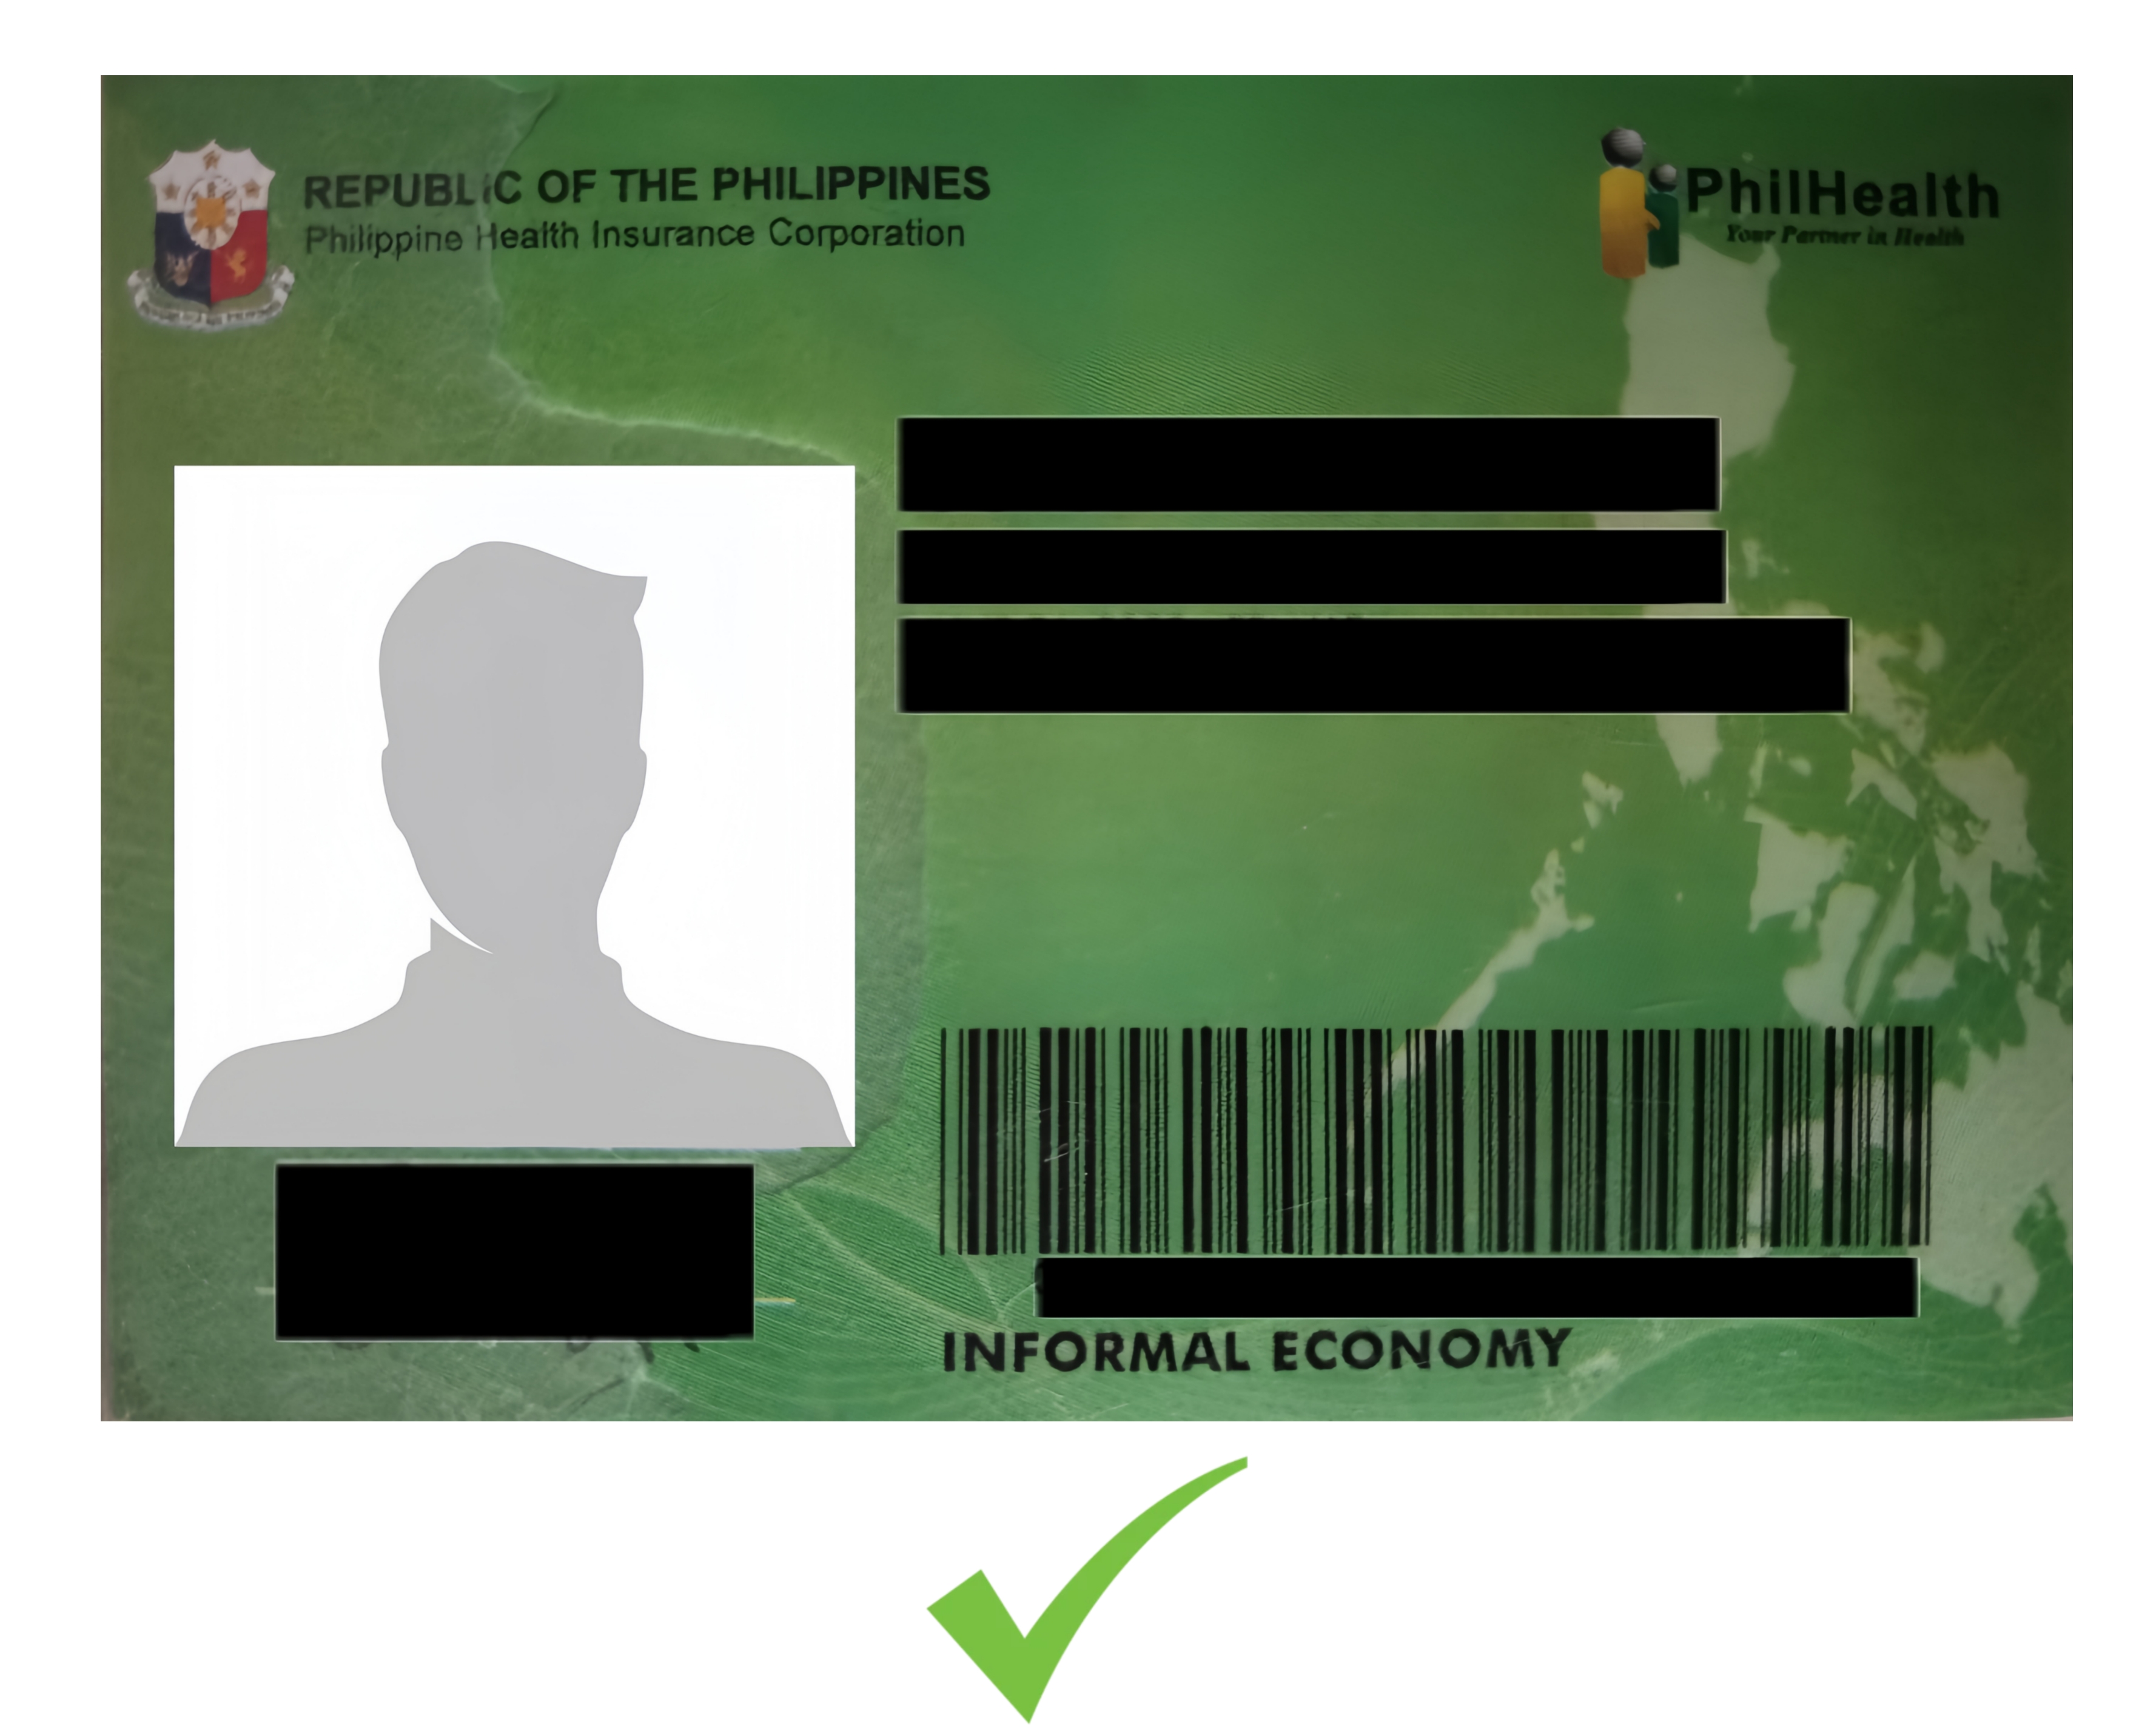 REPUBLIC OF THE PHILIPPINES
Philippine Health Insurance Corporation
PhilHealth
Your Partner in Health
INFORMAL ECONOMY